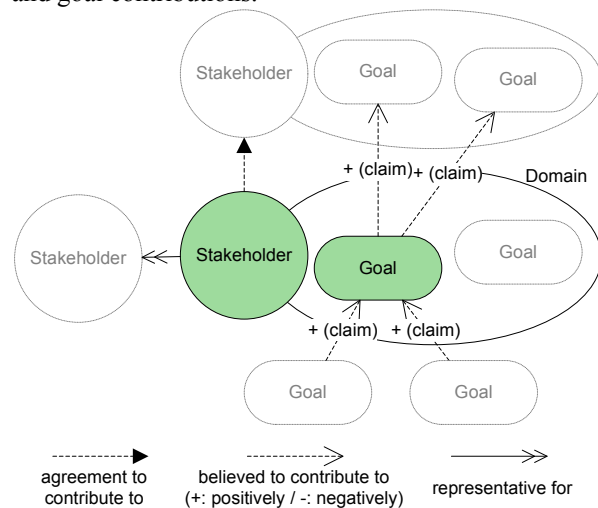 and goal contributions.
Stakeholder
Goal
Goal
+ (claim)
+ (claim)
Domain
Stakeholder
Stakeholder
Goal
Goal
+ (claim)
+ (claim)
Goal
Goal
agreement to
contribute to
believed to contribute to
(+: positively / -: negatively)
representative for